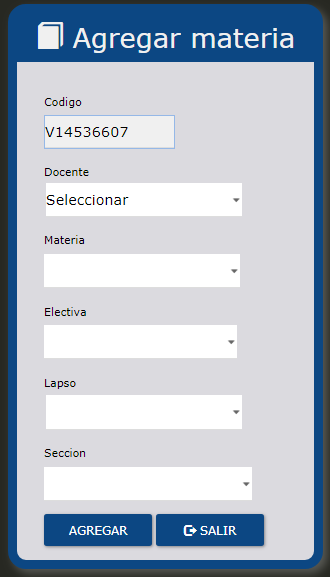 Agregar materia
Codigo
V14536607
Docente
Seleccionar
Materia
Electiva
Lapso
Seccion
AGREGAR SALIR